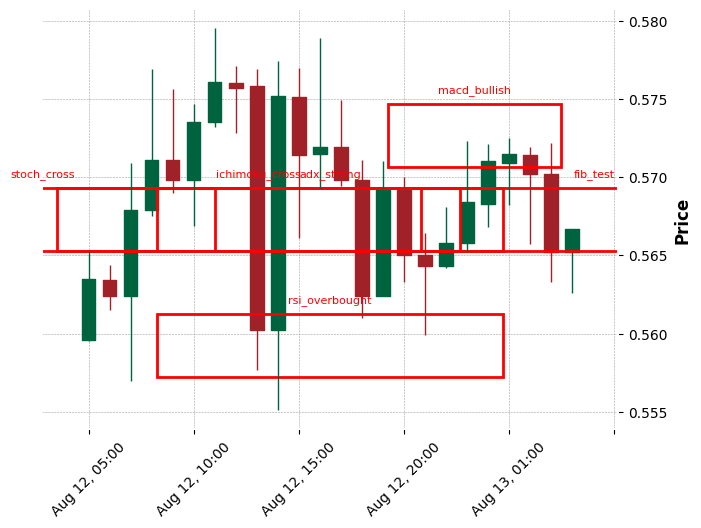 0.580
macd_bullish
0.575
stoch_cross
fib_test
0.570
0.565
Price
rsi_overbought
0.560
0.555
Aug 12, 05:00
Aug 12, 10:00
Aug 12, 15:00
Aug 12, 20:00
Aug 13, 01:00